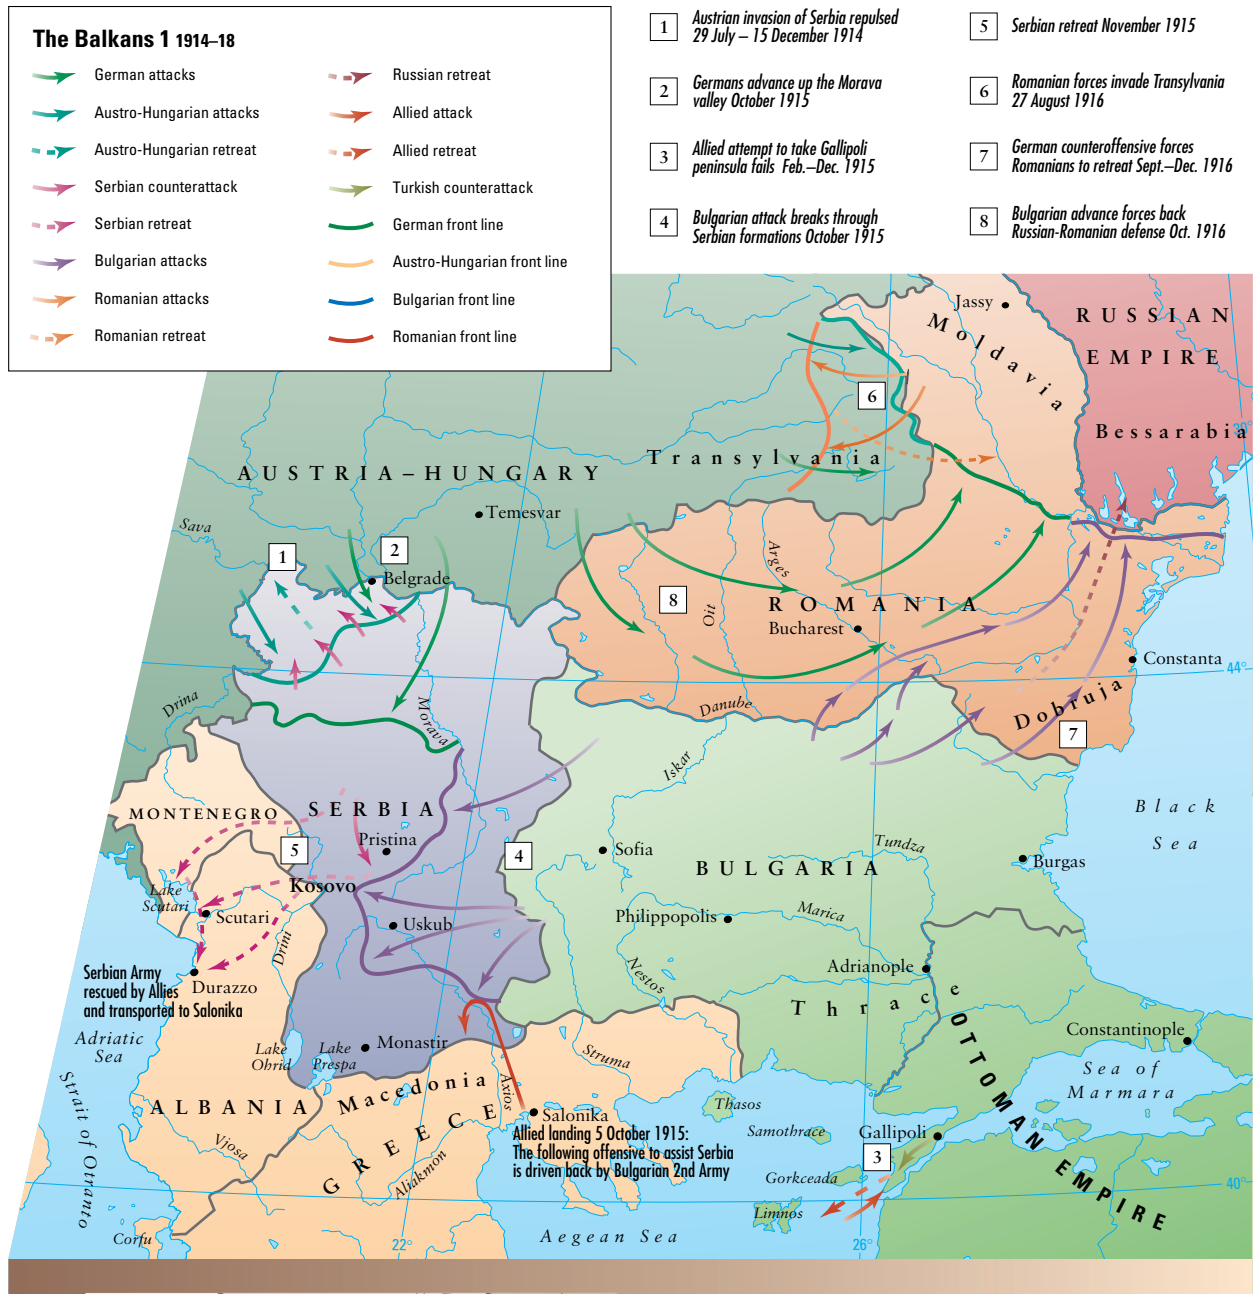 The Balkans 1 1914–18
German attacks
Austro-Hungarian attacks
Austro-Hungarian retreat
Serbian counterattack
Serbian retreat
Bulgarian attacks
Romanian attacks
Romanian retreat
Russian retreat
Allied attack
Allied retreat
Turkish counterattack
German front line
Austro-Hungarian front line
Bulgarian front line
Romanian front line
1 Austrian invasion of Serbia repulsed
29 July – 15 December 1914
2 Germans advance up the Morava
valley October 1915
3 Allied attempt to take Gallipoli
peninsula fails Feb.–Dec. 1915
4 Bulgarian attack breaks through
Serbian formations October 1915
5 Serbian retreat November 1915
6 Romanian forces invade Transylvania
27 August 1916
7 German counteroffensive forces
Romanians to retreat Sept.–Dec. 1916
8 Bulgarian advance forces back
Russian-Romanian defense Oct. 1916
Jassy
Moldavia
RUSSIAN
EMPIRE
Bessarabia
6
Transylvania
AUSTRIA–HUNGARY
Temesvar
Sava
1
2
Belgrade
Arges
8
Oit
ROMANIA
Bucharest
Constanta
44°
Drina
Morava
Danube
Dobruja
7
Iskar
MONTENEGRO
SERBIA
Pristina
5
Kosovo
4
Sofia
BULGARIA
Tundza
Burgas
Black
Sea
Lake
Scutari
Scutari
Uskub
Philippopolis
Marica
Drini
Nestos
Adrianople
Durazzo
Serbian Army
rescued by Allies
and transported to Salonika
Thrace
Adriatic
Sea
Lake
Ohrid
Lake
Prespa
Monastir
Struma
Constantinople
Sea of
Marmara
OTTOMAN EMPIRE
Strait of Otranto
ALBANIA
Macedonia
Axios
GREECE
Salonika
Allied landing 5 October 1915:
The following offensive to assist Serbia
is driven back by Bulgarian 2nd Army
Thasos
Samothrace
Gallipoli
3
Vjosa
Aliakmon
Gorkceada
Limnos
40°
Corfu
22°
Aegean Sea
26°